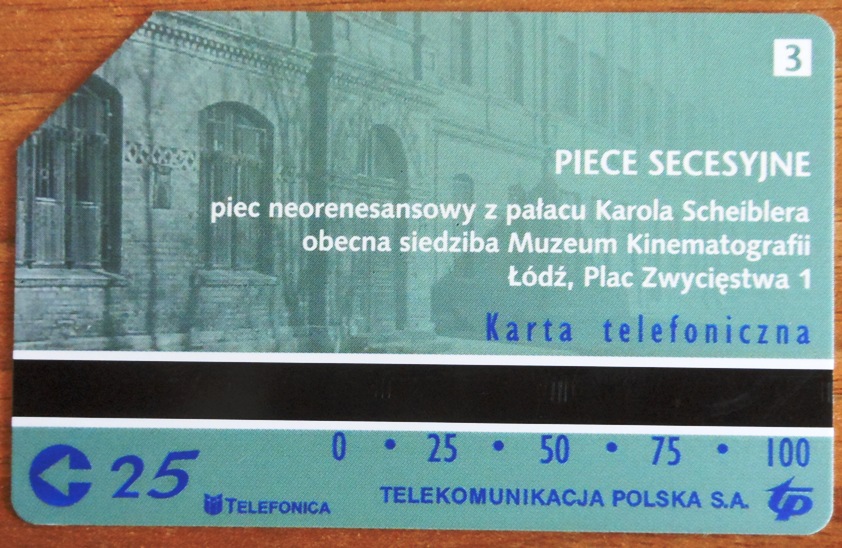 3
PIECE SECESYJNE
piec neorenesansowy z pałacu Karola Scheiblera
obecna siedziba Muzeum Kinematografii
Łódź, Plac Zwycięstwa 1
Karta telefoniczna
0 • 25 • 50 • 75 • 100
25
TELEFONICA
TELEKOMUNIKACJA POLSKA S.A. tp